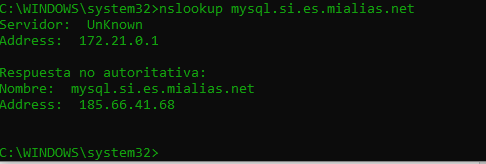 C:\WINDOWS\system32>nslookup mysql.si.es.mialias.net
Servidor:  UnKnown
Address:  172.21.0.1
Respuesta no autoritativa:
Nombre:  mysql.si.es.mialias.net
Address:  185.66.41.68
C:\WINDOWS\system32>